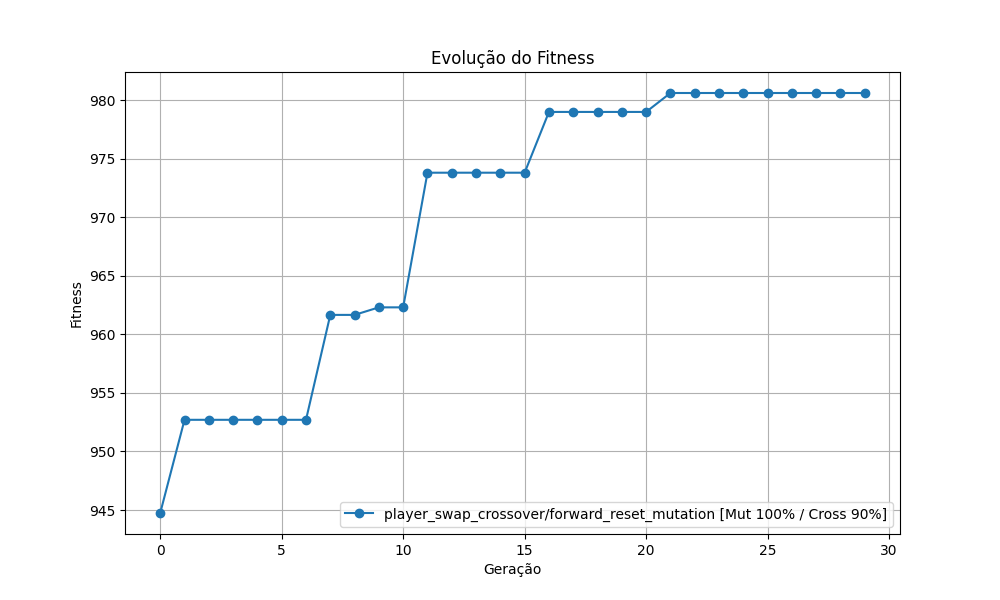 Evolução do Fitness
Fitness
980
975
970
965
960
955
950
945
0 5 10 15 20 25 30
Geração
player_swap_crossover/forward_reset_mutation [Mut 100% / Cross 90%]